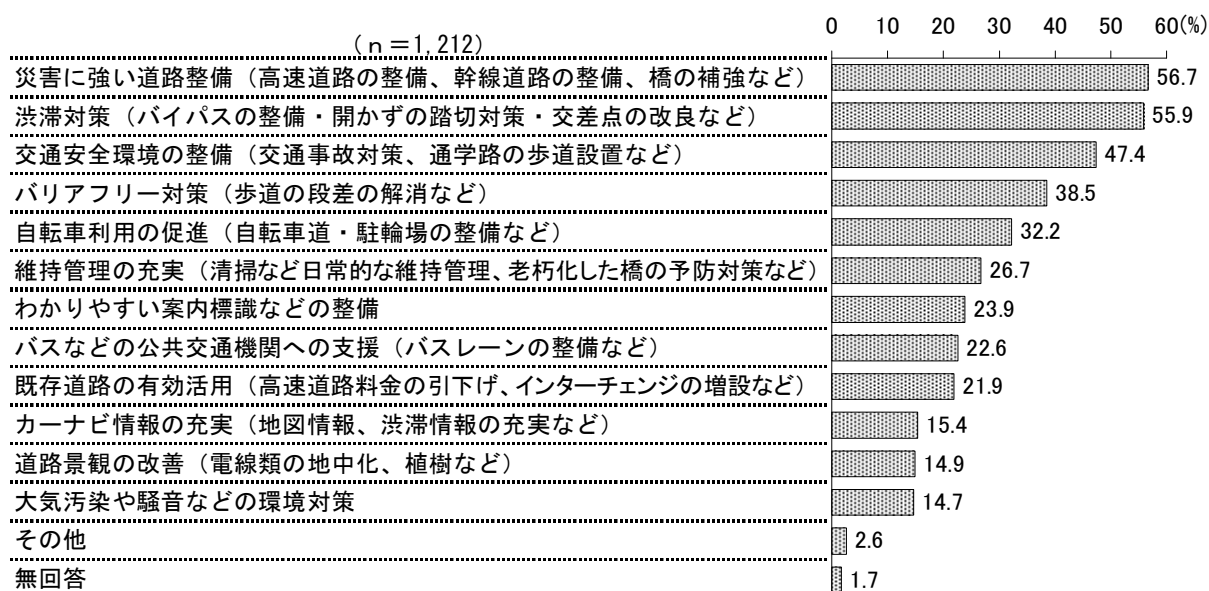 0 10 20 30 40 50 60(%)
(n=1,212)
災害に強い道路整備(高速道路の整備、幹線道路の整備、橋の補強など) 56.7
渋滞対策(バイパスの整備・開かずの踏切対策・交差点の改良など) 55.9
交通安全環境の整備(交通事故対策、通学路の歩道設置など) 47.4
バリアフリー対策(歩道の段差の解消など) 38.5
自転車利用の促進(自転車道・駐輪場の整備など) 32.2
維持管理の充実(清掃など日常的な維持管理、老朽化した橋の予防対策など) 26.7
わかりやすい案内標識などの整備 23.9
バスなどの公共交通機関への支援(バスレーンの整備など) 22.6
既存道路の有効活用(高速道路料金の引下げ、インターチェンジの増設など) 21.9
カーナビ情報の充実(地図情報、渋滞情報の充実など) 15.4
道路景観の改善(電線類の地中化、植樹など) 14.9
大気汚染や騒音などの環境対策 14.7
その他 2.6
無回答 1.7